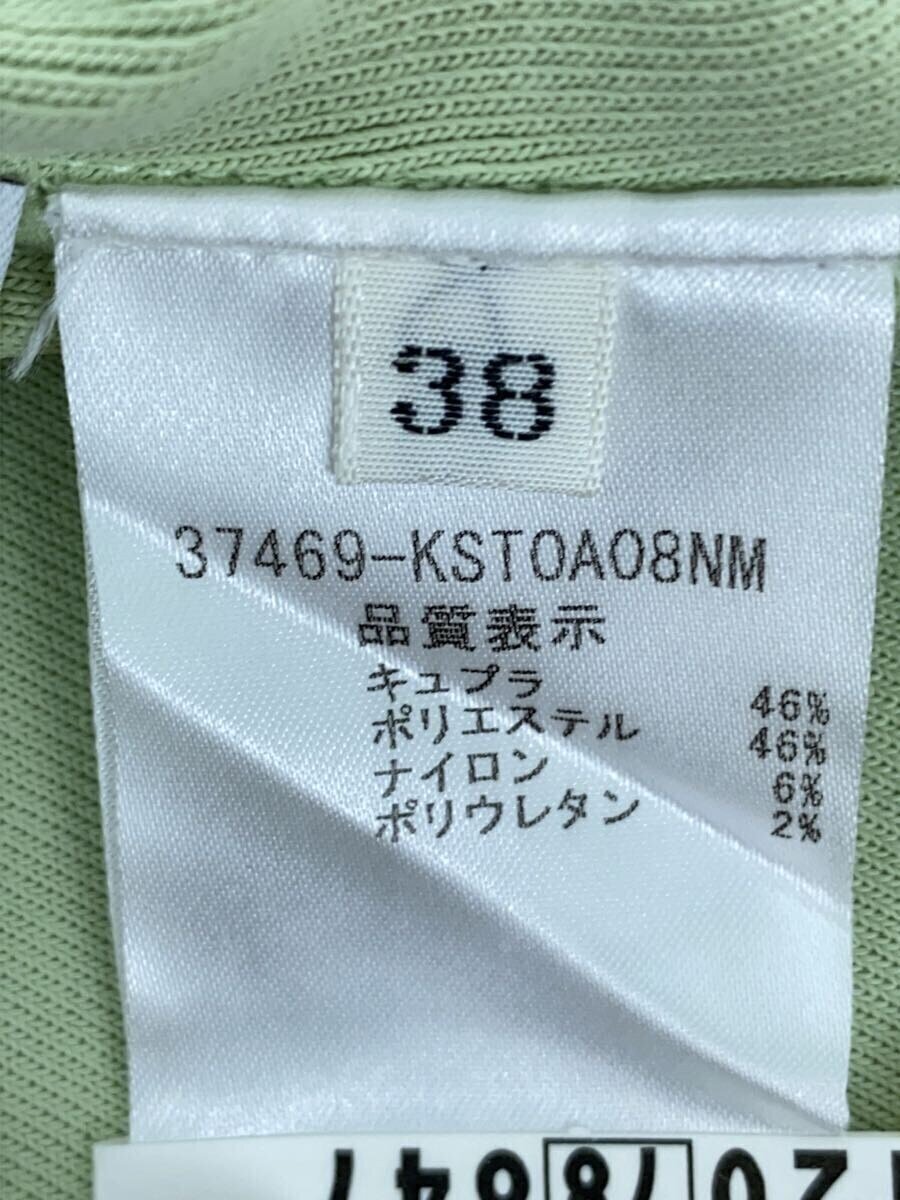 38
37469-KST0A08NM
品質表示
キュプラ 46%
ポリエステル 46%
ナイロン 6%
ポリウレタン 2%